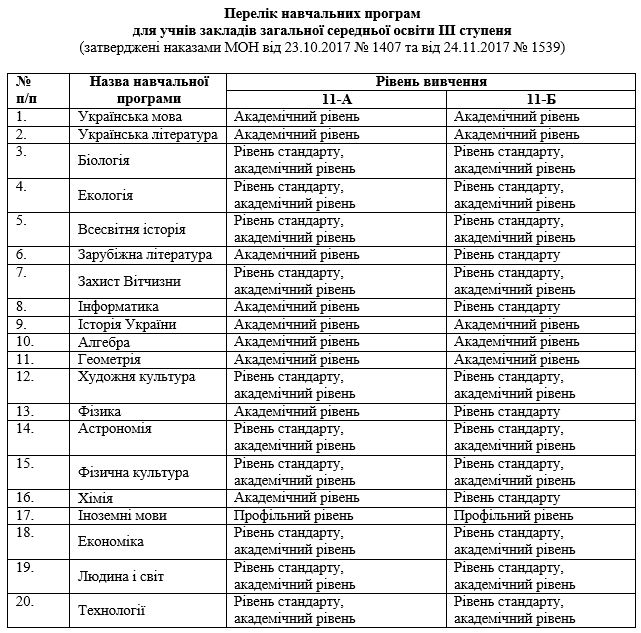 Перелік навчальних програм
для учнів закладів загальної середньої освіти ІІІ ступеня
(затверджені наказами МОН від 23.10.2017 № 1407 та від 24.11.2017 № 1539)
№ п/п Назва навчальної програми Рівень вивчення
11-А 11-Б
1. Українська мова Академічний рівень Академічний рівень
2. Українська література Академічний рівень Академічний рівень
3. Біологія Рівень стандарту, академічний рівень Рівень стандарту, академічний рівень
4. Екологія Рівень стандарту, академічний рівень Рівень стандарту, академічний рівень
5. Всесвітня історія Рівень стандарту, академічний рівень Рівень стандарту, академічний рівень
6. Зарубіжна література Академічний рівень Рівень стандарту
7. Захист Вітчизни Рівень стандарту, академічний рівень Рівень стандарту, академічний рівень
8. Інформатика Академічний рівень Рівень стандарту
9. Історія України Академічний рівень Академічний рівень
10. Алгебра Академічний рівень Академічний рівень
11. Геометрія Академічний рівень Академічний рівень
12. Художня культура Рівень стандарту, академічний рівень Рівень стандарту, академічний рівень
13. Фізика Академічний рівень Рівень стандарту
14. Астрономія Рівень стандарту, академічний рівень Рівень стандарту, академічний рівень
15. Фізична культура Рівень стандарту, академічний рівень Рівень стандарту, академічний рівень
16. Хімія Академічний рівень Рівень стандарту
17. Іноземні мови Профільний рівень Профільний рівень
18. Економіка Рівень стандарту, академічний рівень Рівень стандарту, академічний рівень
19. Людина і світ Рівень стандарту, академічний рівень Рівень стандарту, академічний рівень
20. Технології Рівень стандарту, академічний рівень Рівень стандарту, академічний рівень